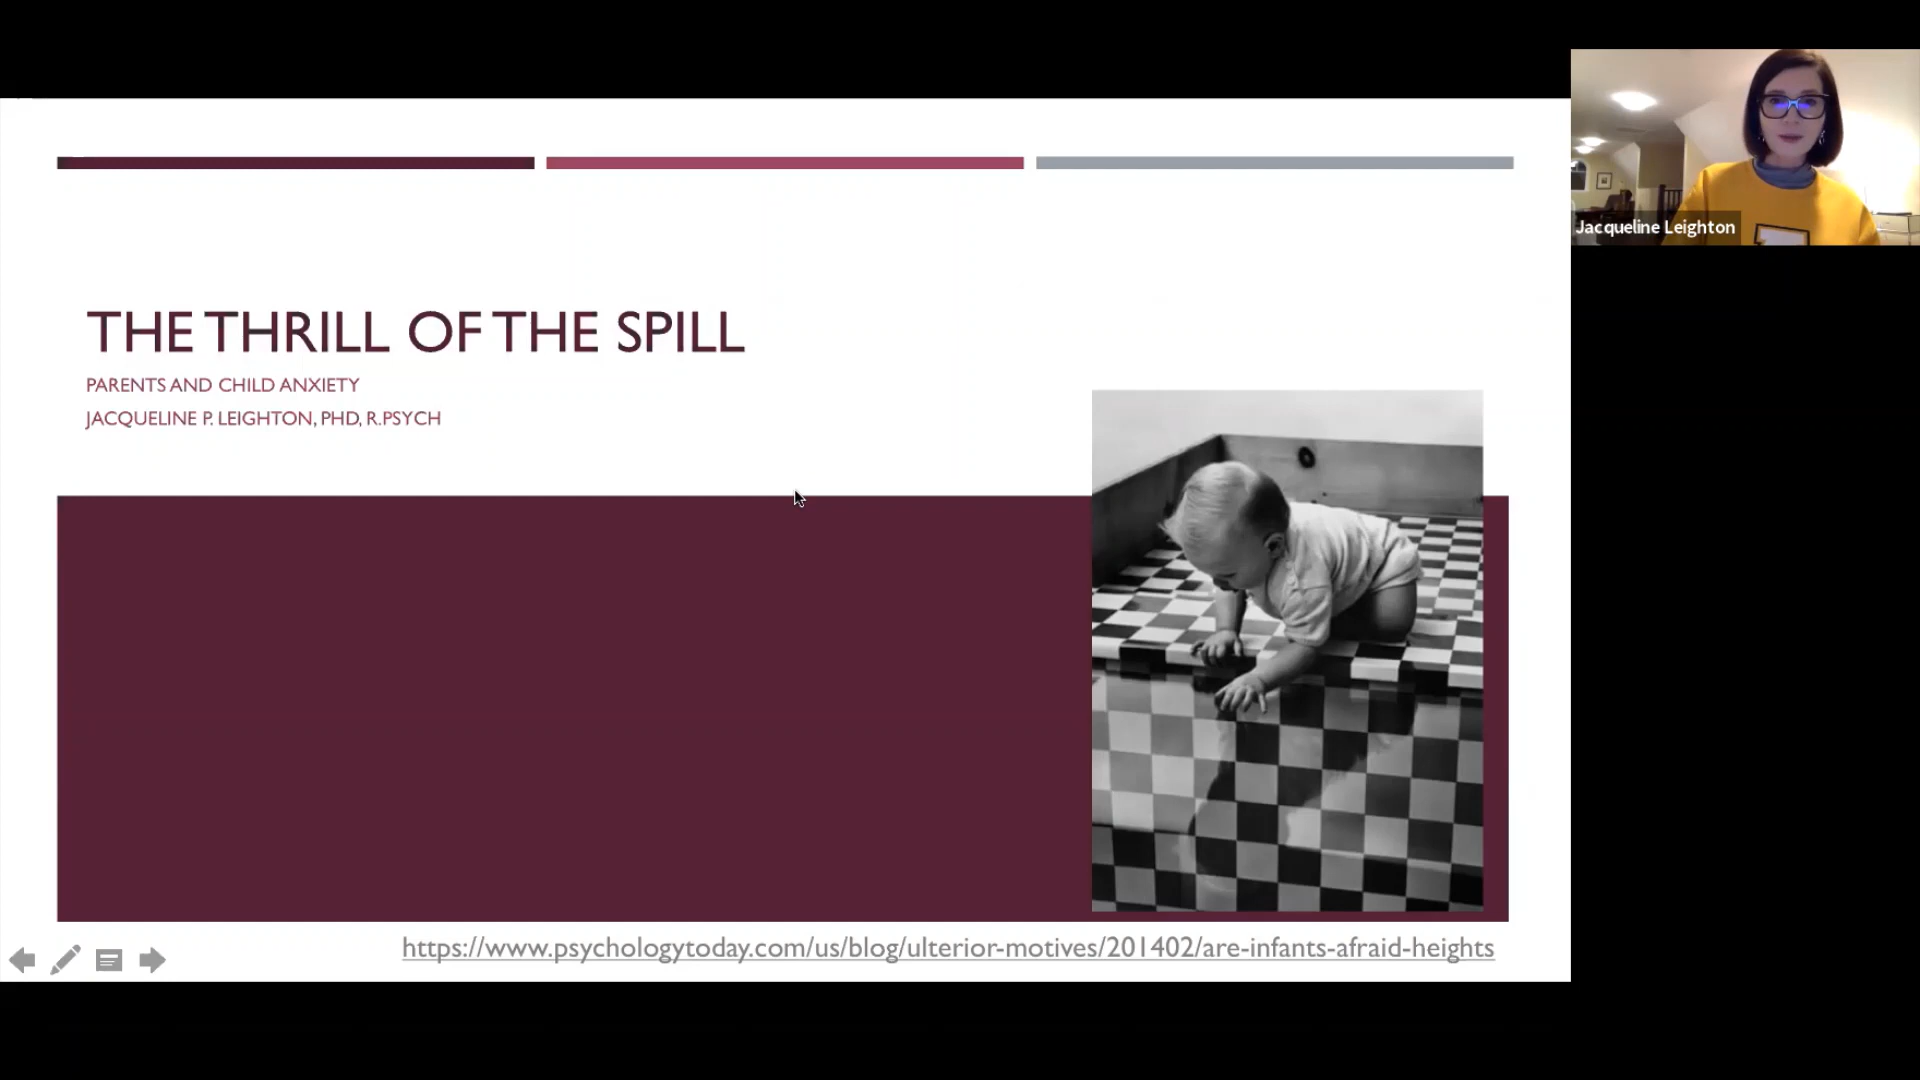 THE THRILL OF THE SPILL
PARENTS AND CHILD ANXIETY
JACQUELINE P. LEIGHTON, PHD, R.PSYCH
https://www.psychologytoday.com/us/blog/ulterior-motives/201402/are-infants-afraid-heights
Jacqueline Leighton